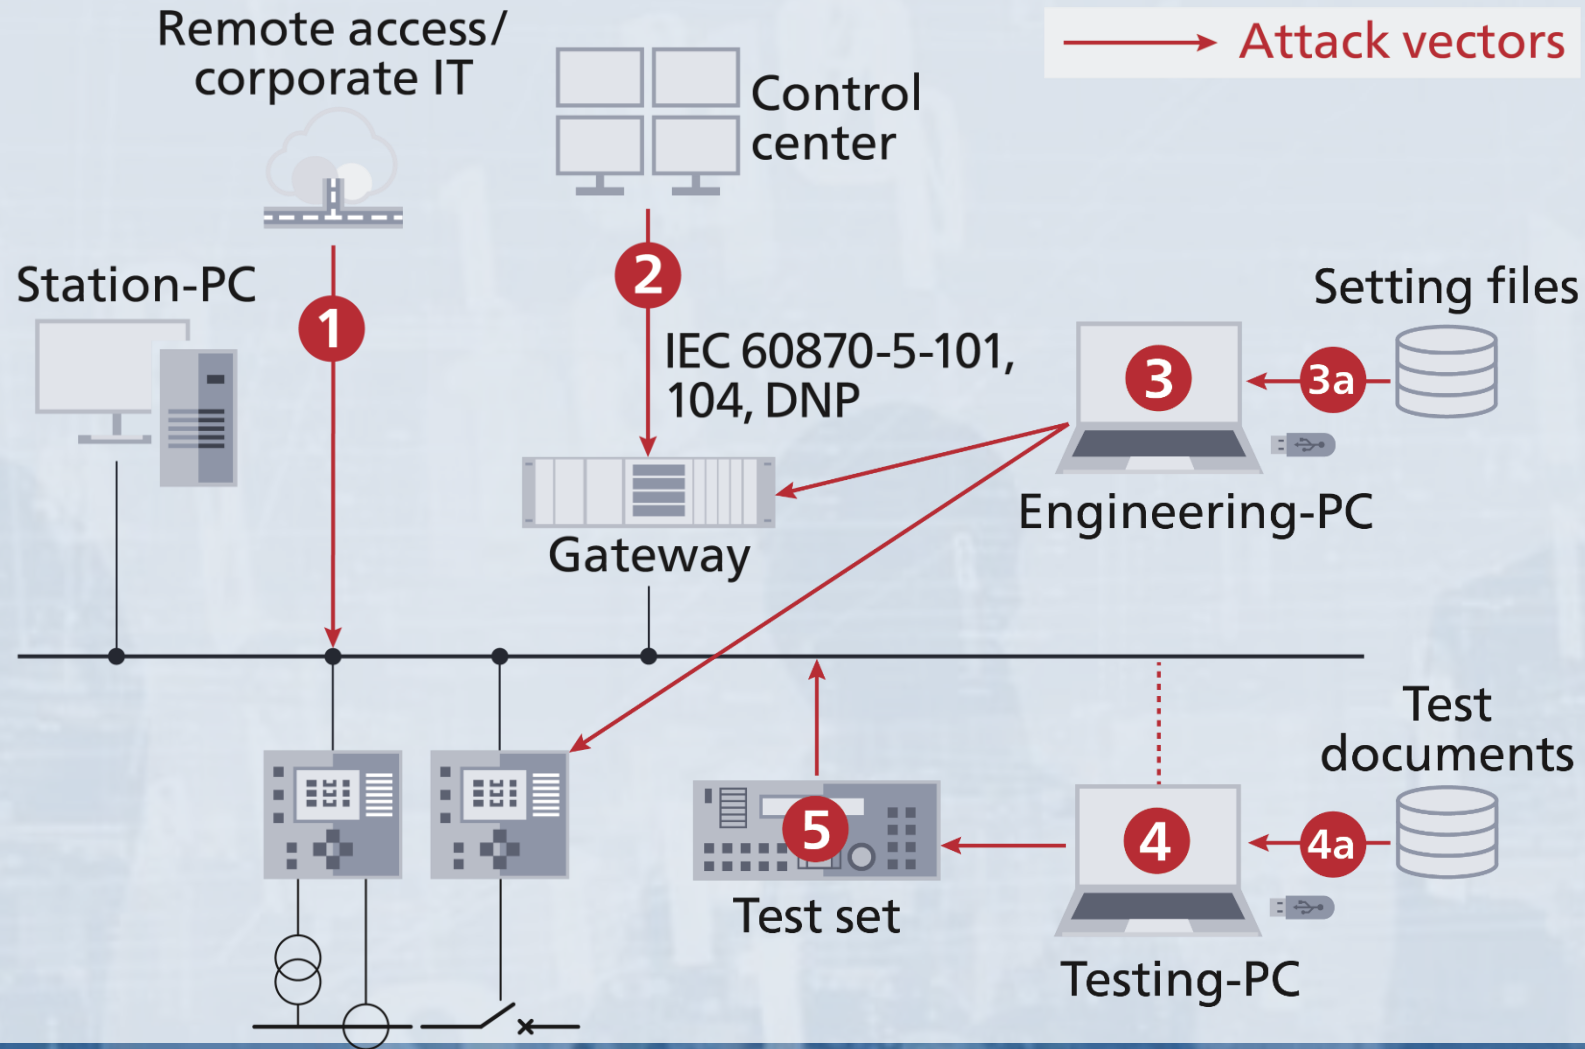 Remote access/
corporate IT
Control
center
Attack vectors
Station-PC
1
2
IEC 60870-5-101,
104, DNP
Setting files
3
3a
Engineering-PC
Gateway
Test
documents
5
4
4a
Test set
Testing-PC